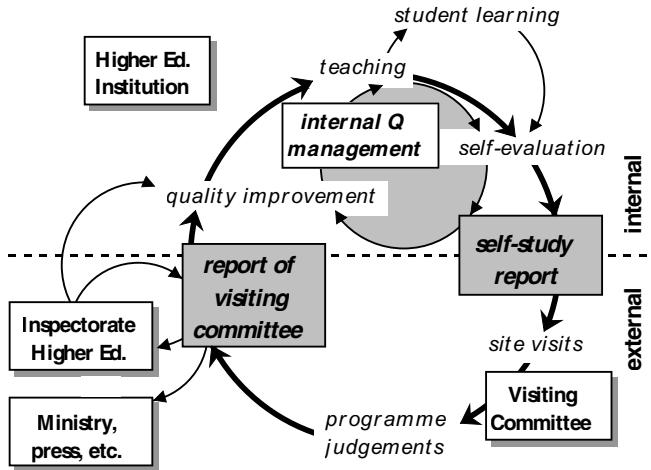 student learning
Higher Ed.
Institution
teaching
internal Q
management
self-evaluation
quality improvement
internal
self-study
report
report of
visiting
committee
external
Inspectorate
Higher Ed.
site visits
Visiting
Committee
Ministry,
press, etc.
programme
judgements